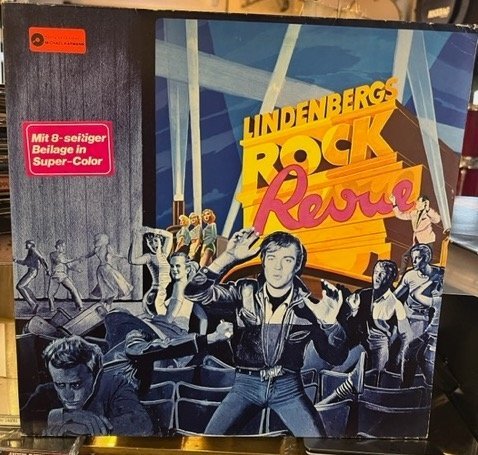 Mit 8-seitiger
Beilage in
Super-Color
LINDENBERGS
ROCK
Revue